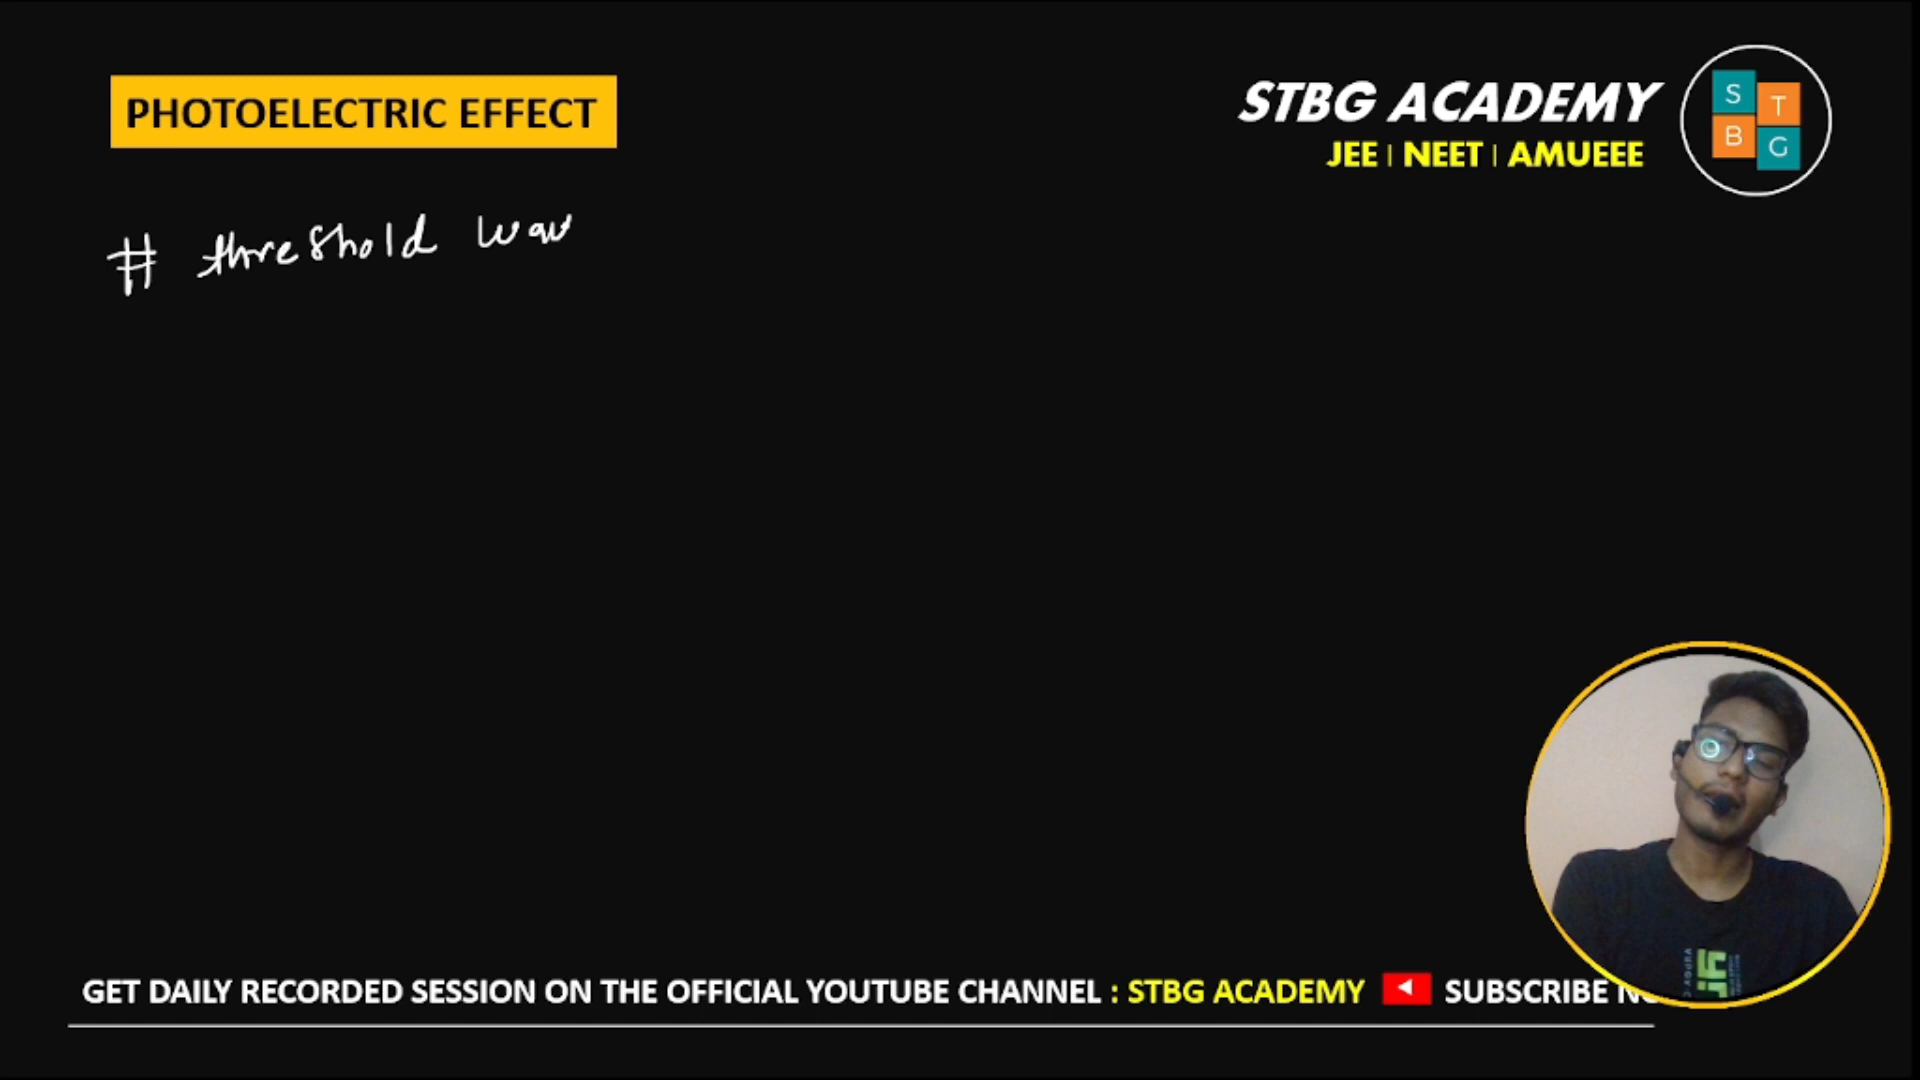 PHOTOELECTRIC EFFECT
STBG ACADEMY
JEE | NEET | AMUEEE
S T
B G
# threshold wav
GET DAILY RECORDED SESSION ON THE OFFICIAL YOUTUBE CHANNEL : STBG ACADEMY SUBSCRIBE